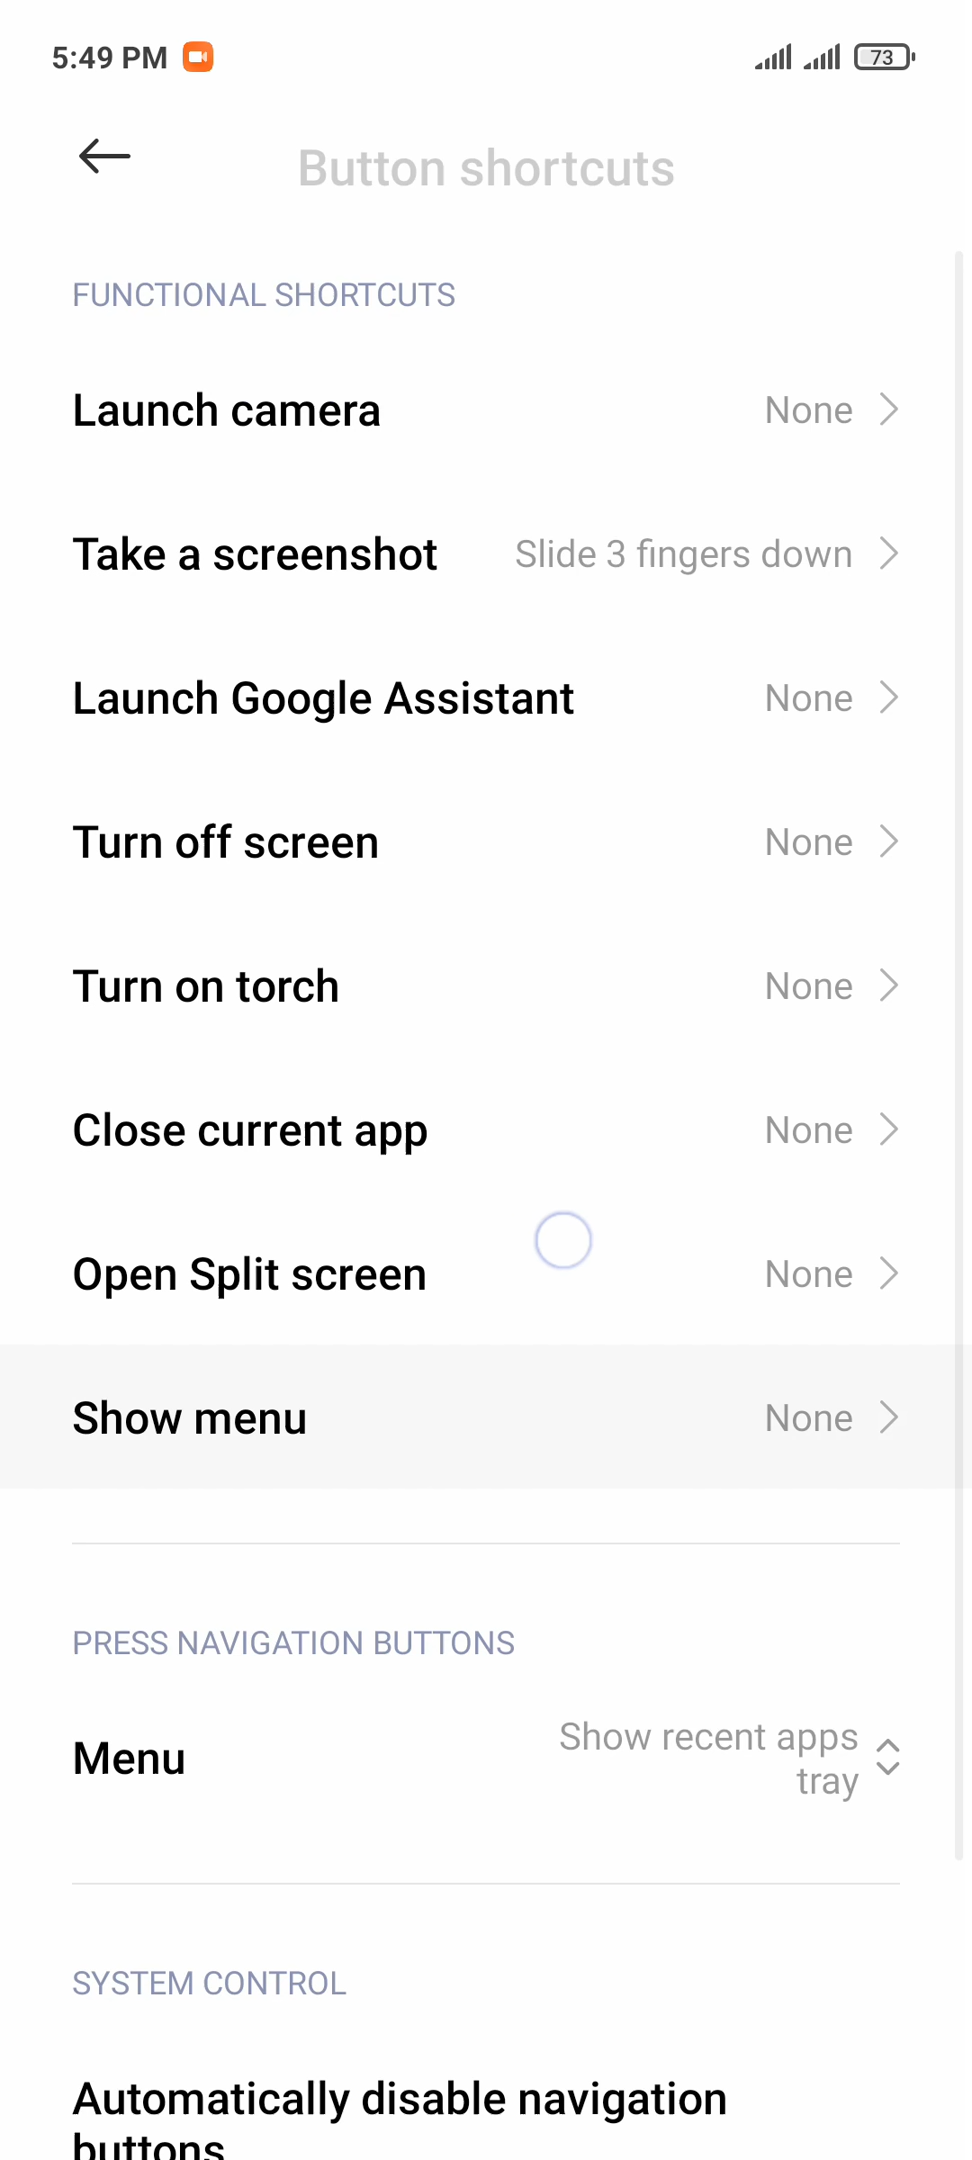 5:49 PM
73
Button shortcuts
FUNCTIONAL SHORTCUTS
Launch camera None
Take a screenshot Slide 3 fingers down
Launch Google Assistant None
Turn off screen None
Turn on torch None
Close current app None
Open Split screen None
Show menu None
PRESS NAVIGATION BUTTONS
Menu Show recent apps
tray
SYSTEM CONTROL
Automatically disable navigation
buttons